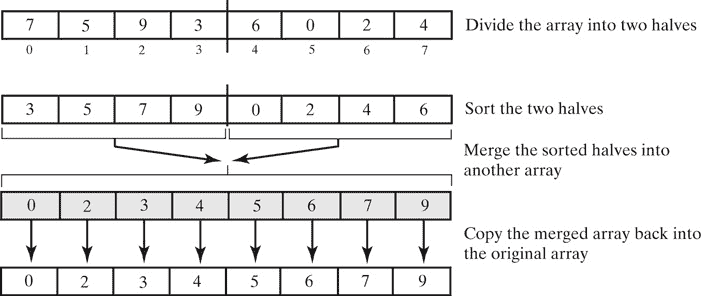 7 5 9 3 6 0 2 4 Divide the array into two halves
0 1 2 3 4 5 6 7
3 5 7 9 0 2 4 6 Sort the two halves
Merge the sorted halves into
another array
0 2 3 4 5 6 7 9
Copy the merged array back into
the original array
0 2 3 4 5 6 7 9